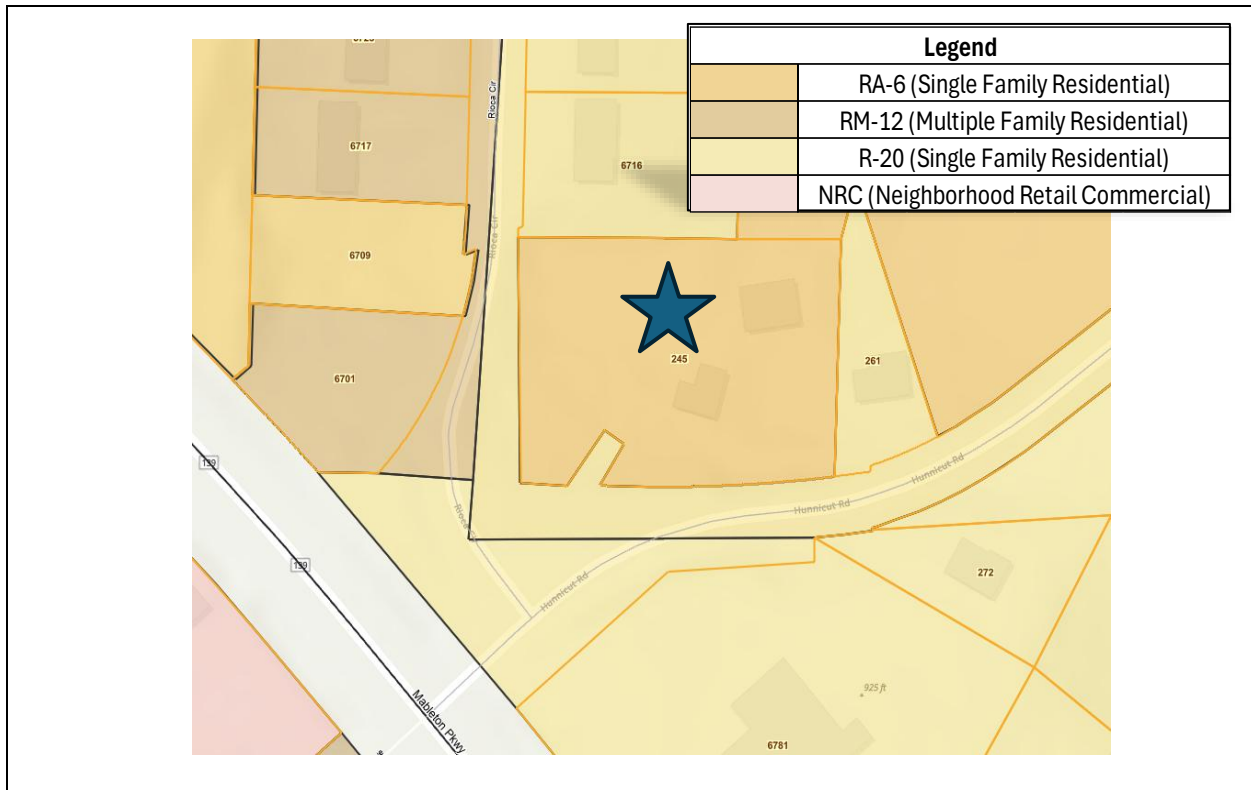 Legend
RA-6 (Single Family Residential)
RM-12 (Multiple Family Residential)
R-20 (Single Family Residential)
NRC (Neighborhood Retail Commercial)
Rioca Cir
6717
6716
Rioca Cir
6709
245
261
6701
139
Hunnicut Rd
Hunnicut Rd
139
272
Hunnicut Rd
925 ft
Mableton Pkwy
6781